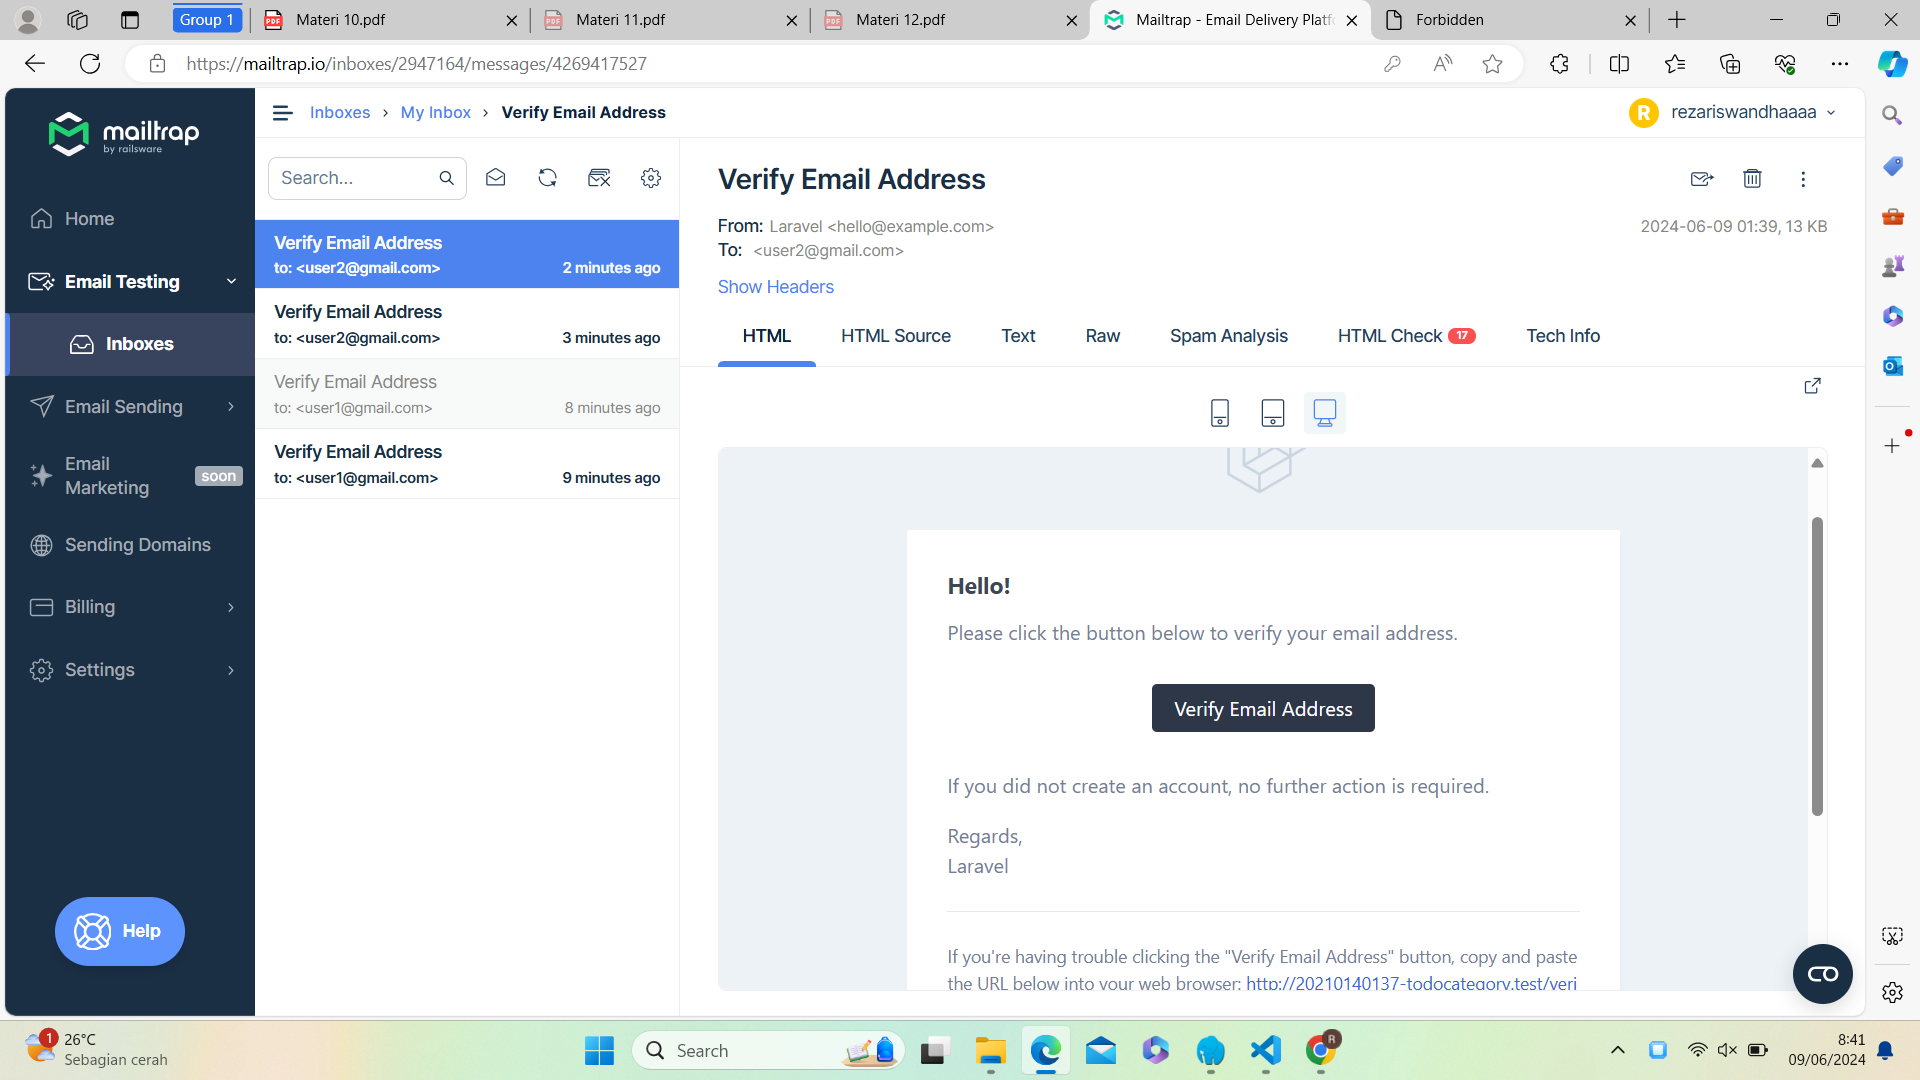 Group 1
Materi 10.pdf
Materi 11.pdf
Materi 12.pdf
Mailtrap - Email Delivery Platf
Forbidden
https://mailtrap.io/inboxes/2947164/messages/4269417527
mailtrap
by railsware
Inboxes > My Inbox > Verify Email Address
R rezariswandhaaaa
Home
Email Testing
Inboxes
Email Sending
Email
Marketing
soon
Sending Domains
Billing
Settings
Help
Search...
Verify Email Address
to: <user2@gmail.com> 2 minutes ago
Verify Email Address
to: <user2@gmail.com> 3 minutes ago
Verify Email Address
to: <user1@gmail.com> 8 minutes ago
Verify Email Address
to: <user1@gmail.com> 9 minutes ago
Verify Email Address
From: Laravel <hello@example.com> 2024-06-09 01:39, 13 KB
To: <user2@gmail.com>
Show Headers
HTML HTML Source Text Raw Spam Analysis HTML Check 17 Tech Info
Hello!
Please click the button below to verify your email address.
Verify Email Address
If you did not create an account, no further action is required.
Regards,
Laravel
If you're having trouble clicking the "Verify Email Address" button, copy and paste
the URL below into your web browser: http://20210140137-todocategory.test/veri
1
26°C
Sebagian cerah
Search
R
8:41
09/06/2024